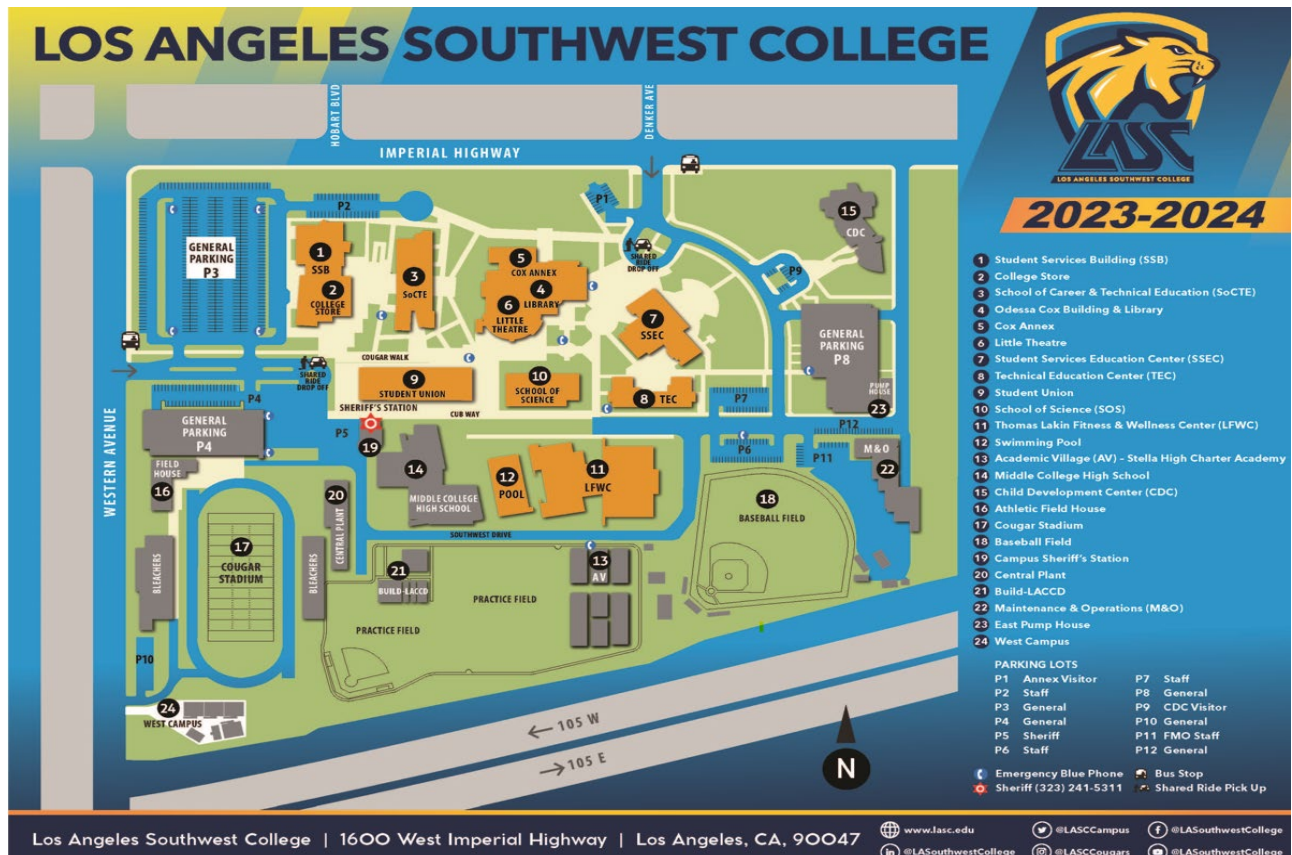 LOS ANGELES SOUTHWEST COLLEGE
LASC
LOS ANGELES SOUTHWEST COLLEGE
2023-2024
HOBART BLVD
DENKER AVE
IMPERIAL HIGHWAY
WESTERN AVENUE
P2
P1
15
CDC
GENERAL
PARKING
P3
1
SSB
2
COLLEGE
STORE
3
SoCTE
5
COX ANNEX
4
LIBRARY
6
LITTLE
THEATRE
SHARED
RIDE
DROP OFF
P9
7
SSEC
GENERAL
PARKING
P8
PUMP
HOUSE
23
COUGAR WALK
SHARED
RIDE
DROP OFF
9
STUDENT UNION
10
SCHOOL OF
SCIENCE
8 TEC
P7
P4
SHERIFF'S STATION
CUB WAY
P12
GENERAL
PARKING
P4
P5
19
14
MIDDLE COLLEGE
HIGH SCHOOL
12
POOL
11
LFWC
P6
P11
M&O
22
FIELD
HOUSE
16
20
CENTRAL PLANT
18
BASEBALL FIELD
SOUTHWEST DRIVE
17
COUGAR
STADIUM
BLEACHERS
BLEACHERS
21
BUILD-LACCD
13
AV
PRACTICE FIELD
PRACTICE FIELD
P10
24
WEST CAMPUS
← 105 W
→ 105 E
N
1 Student Services Building (SSB)
2 College Store
3 School of Career & Technical Education (SoCTE)
4 Odessa Cox Building & Library
5 Cox Annex
6 Little Theatre
7 Student Services Education Center (SSEC)
8 Technical Education Center (TEC)
9 Student Union
10 School of Science (SOS)
11 Thomas Lakin Fitness & Wellness Center (LFWC)
12 Swimming Pool
13 Academic Village (AV) – Stella High Charter Academy
14 Middle College High School
15 Child Development Center (CDC)
16 Athletic Field House
17 Cougar Stadium
18 Baseball Field
19 Campus Sheriff's Station
20 Central Plant
21 Build-LACCD
22 Maintenance & Operations (M&O)
23 East Pump House
24 West Campus
PARKING LOTS
P1 Annex Visitor
P2 Staff
P3 General
P4 General
P5 Sheriff
P6 Staff
P7 Staff
P8 General
P9 CDC Visitor
P10 General
P11 FMO Staff
P12 General
Emergency Blue Phone
Bus Stop
Sheriff (323) 241-5311
Shared Ride Pick Up
Los Angeles Southwest College | 1600 West Imperial Highway | Los Angeles, CA, 90047
www.lasc.edu
@LASCCampus
@LASouthwestCollege
@LASouthwestCollege
@LASCCougars
@LASouthwestCollege